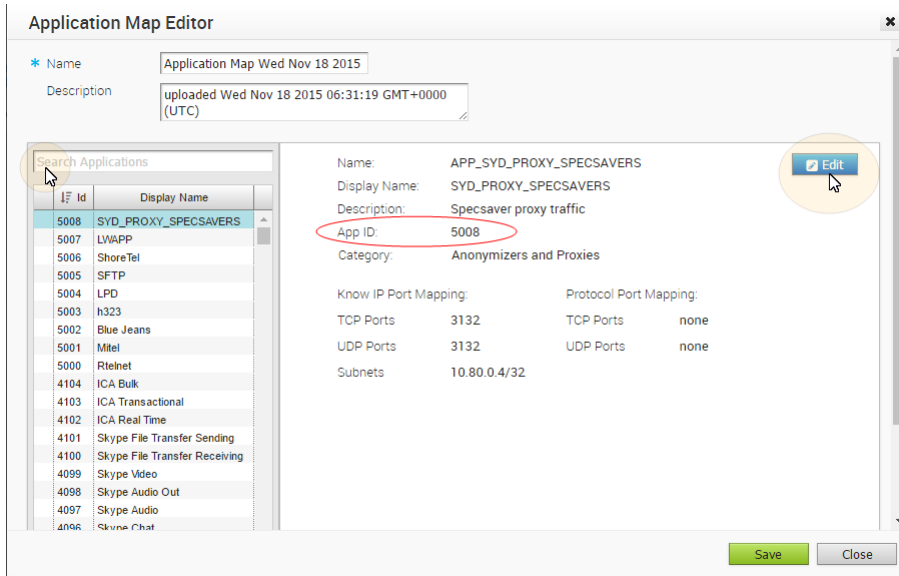 Application Map Editor
* Name
Application Map Wed Nov 18 2015
Description
uploaded Wed Nov 18 2015 06:31:19 GMT+0000
(UTC)
Search Applications
Id Display Name
5008 SYD_PROXY_SPECSAVERS
5007 LWAPP
5006 ShoreTel
5005 SFTP
5004 LPD
5003 h323
5002 Blue Jeans
5001 Mitel
5000 Rtelnet
4104 ICA Bulk
4103 ICA Transactional
4102 ICA Real Time
4101 Skype File Transfer Sending
4100 Skype File Transfer Receiving
4099 Skype Video
4098 Skype Audio Out
4097 Skype Audio
4096 Skype Chat
Name: APP_SYD_PROXY_SPECSAVERS
Display Name: SYD_PROXY_SPECSAVERS
Description: Specsaver proxy traffic
App ID: 5008
Category: Anonymizers and Proxies
Know IP Port Mapping: Protocol Port Mapping:
TCP Ports 3132 TCP Ports none
UDP Ports 3132 UDP Ports none
Subnets 10.80.0.4/32
Edit
Save Close